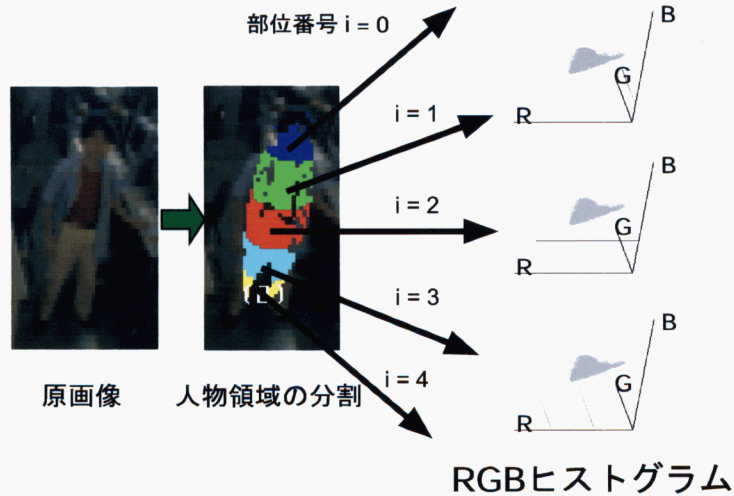 部位番号 i = 0
i = 1
i = 2
i = 3
i = 4
B
G
R
B
G
R
B
G
R
原画像
人物領域の分割
RGBヒストグラム